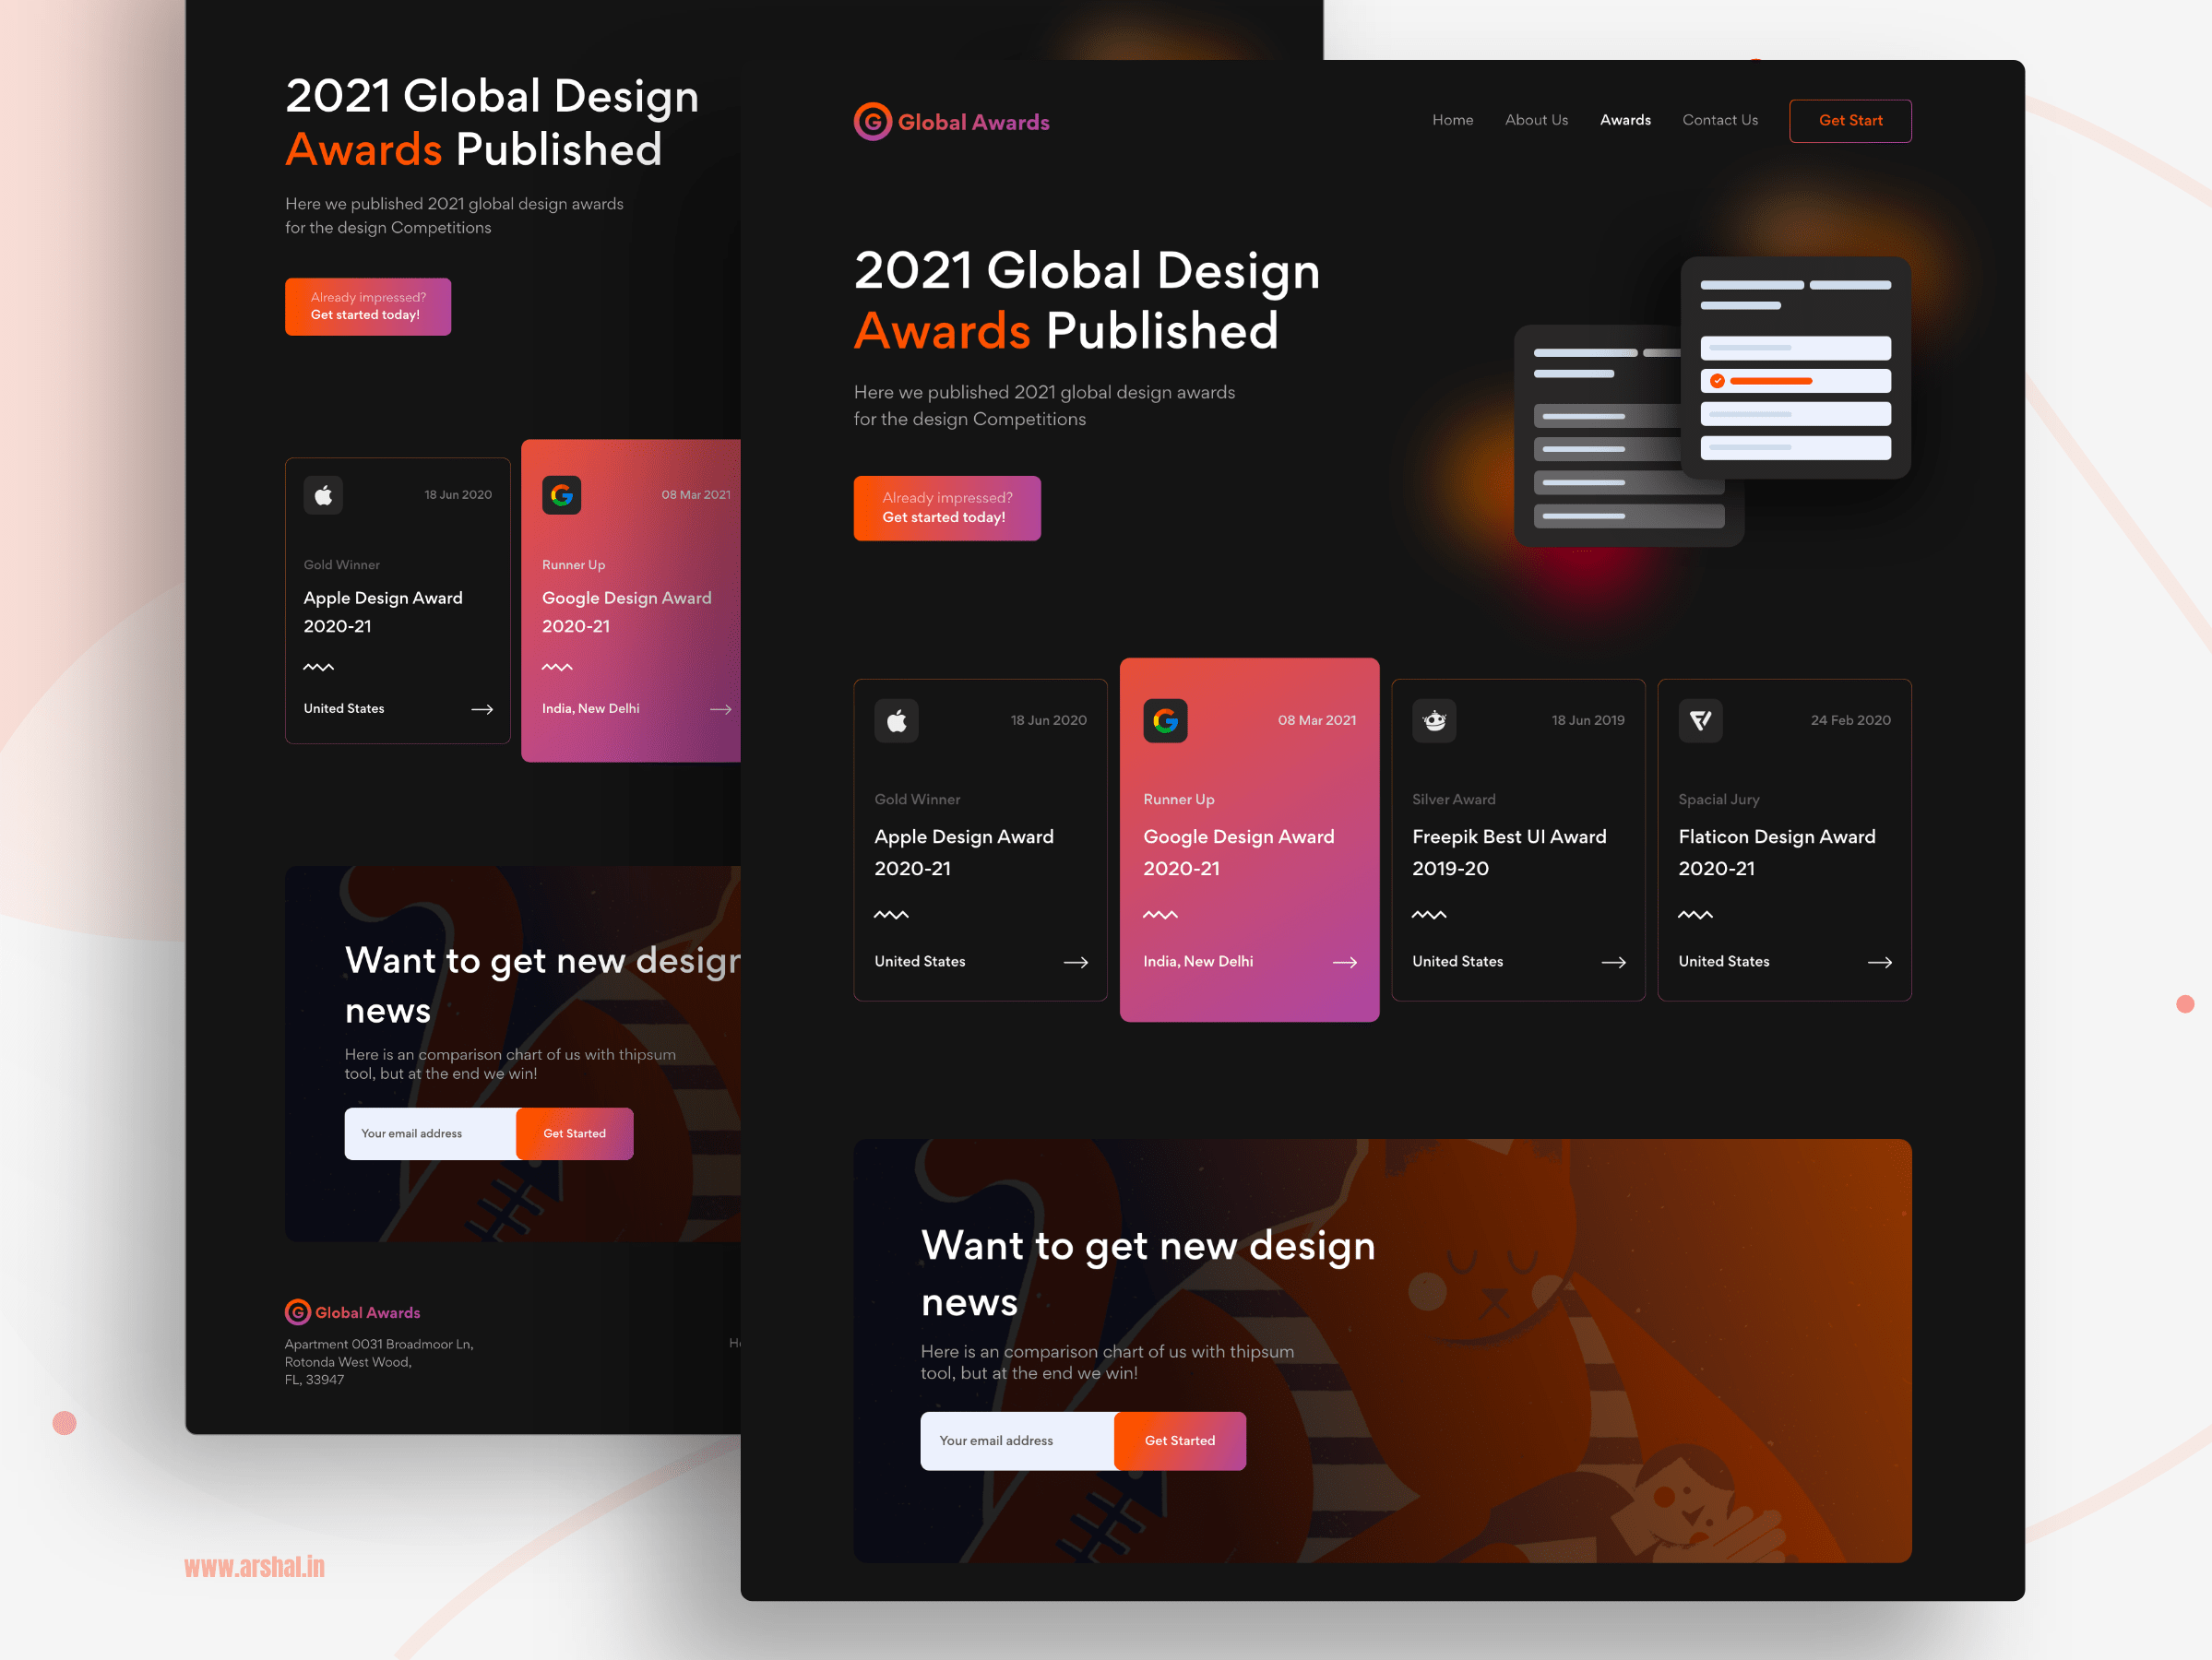 2021 Global Design
Awards Published
Here we published 2021 global design awards
for the design Competitions
Already impressed?
Get started today!
18 Jun 2020
Gold Winner
Apple Design Award
2020-21
United States
08 Mar 2021
Runner Up
Google Design Award
2020-21
India, New Delhi
Want to get new design
news
Here is an comparison chart of us with thipsum
tool, but at the end we win!
Your email address
Get Started
G Global Awards
Apartment 0031 Broadmoor Ln,
Rotonda West Wood,
FL, 33947
www.arshal.in
G Global Awards
Home
About Us
Awards
Contact Us
Get Start
2021 Global Design
Awards Published
Here we published 2021 global design awards
for the design Competitions
Already impressed?
Get started today!
18 Jun 2020
Gold Winner
Apple Design Award
2020-21
United States
G
08 Mar 2021
Runner Up
Google Design Award
2020-21
India, New Delhi
18 Jun 2019
Silver Award
Freepik Best UI Award
2019-20
United States
24 Feb 2020
Spacial Jury
Flaticon Design Award
2020-21
United States
Want to get new design
news
Here is an comparison chart of us with thipsum
tool, but at the end we win!
Your email address
Get Started